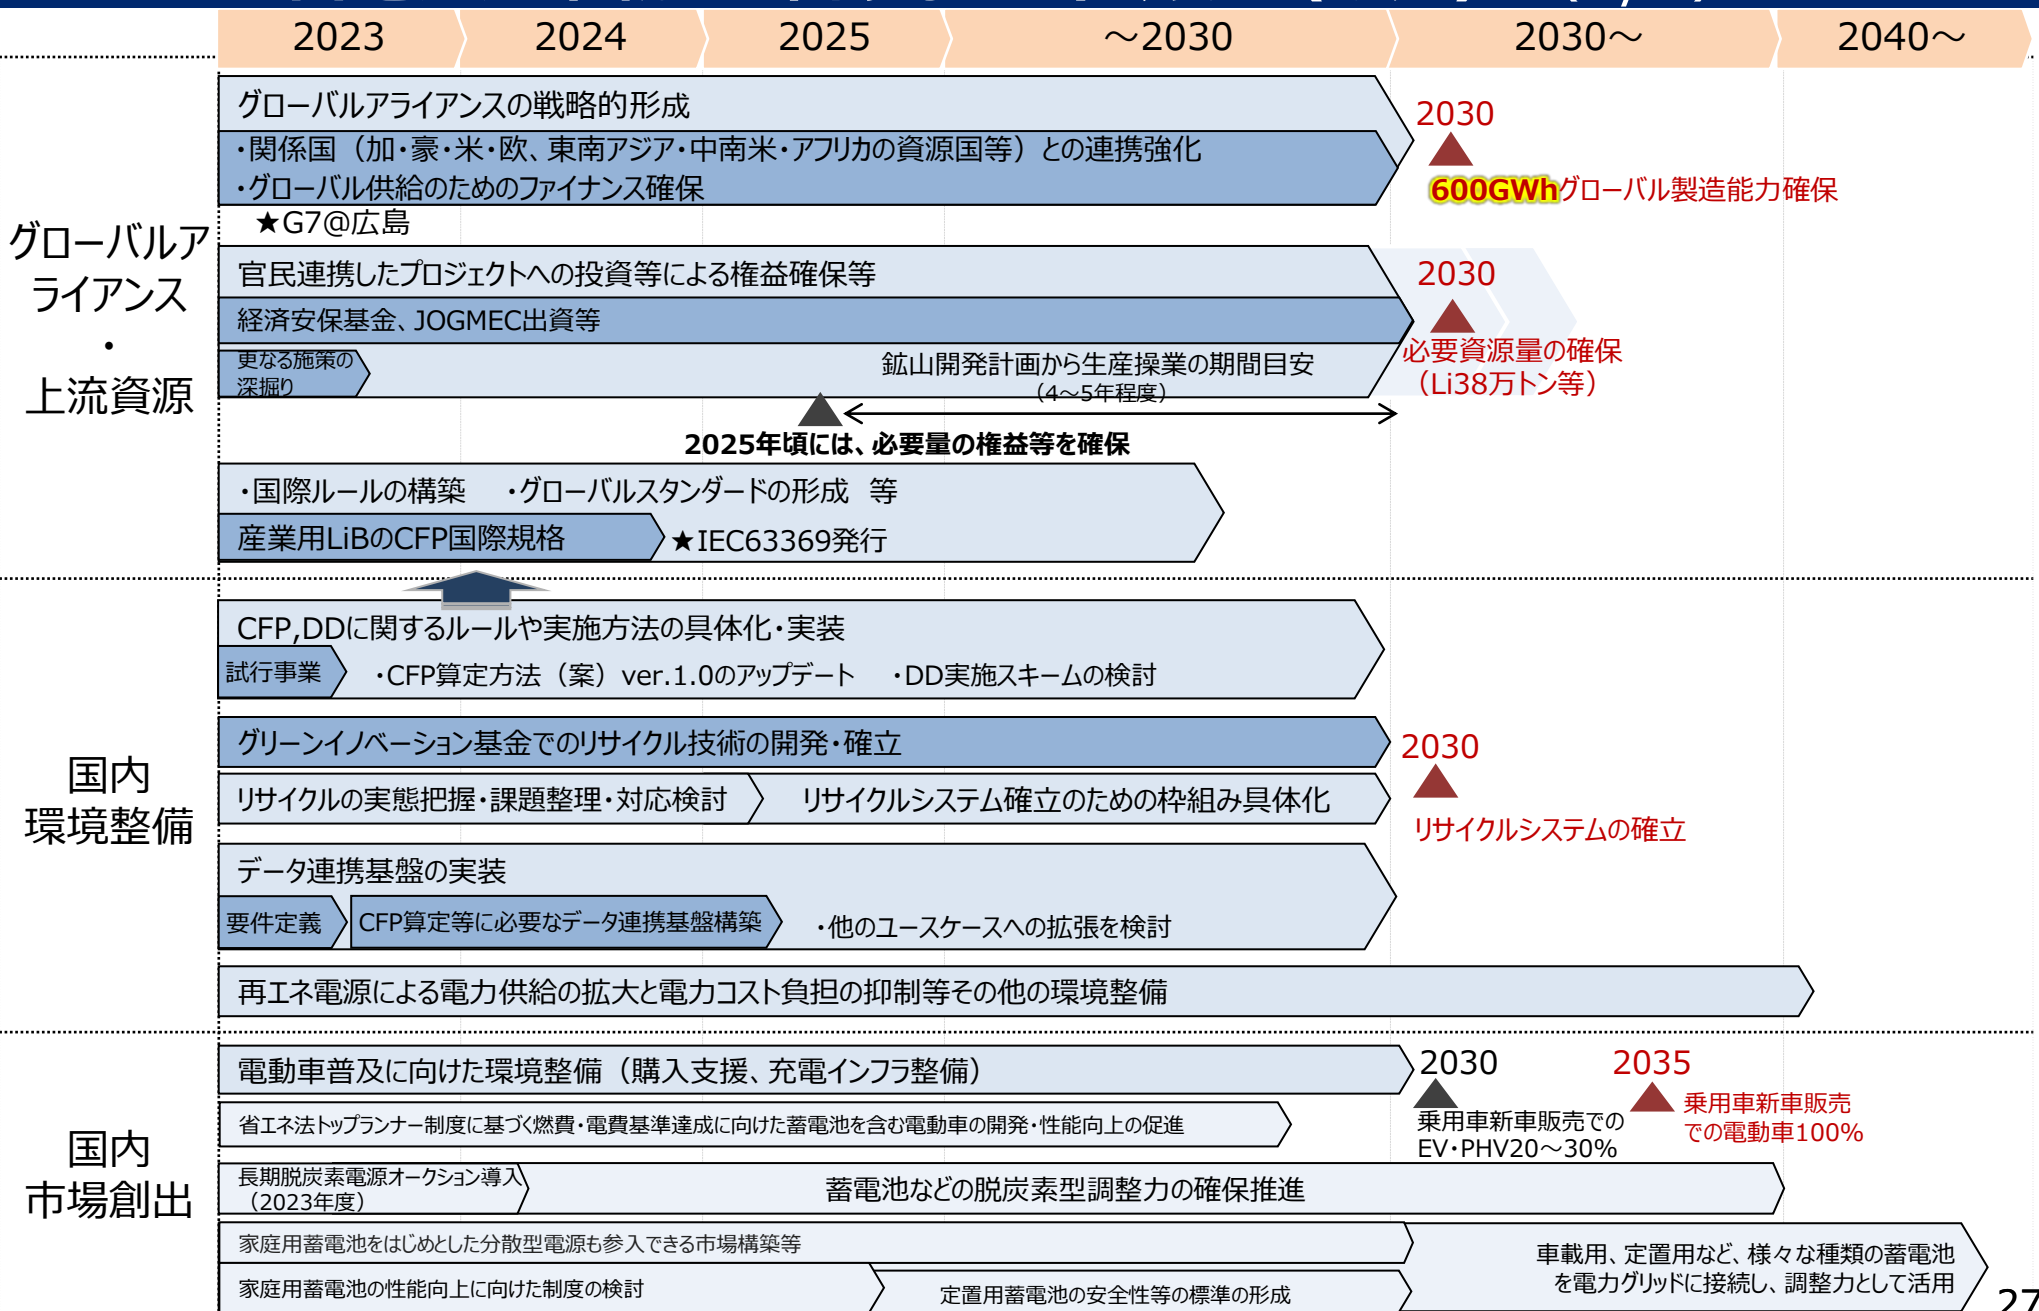 2023
2024
2025
～2030
2030～
2040～
グローバルア
ライアンス
・
上流資源
グローバルアライアンスの戦略的形成
・関係国（加・豪・米・欧、東南アジア・中南米・アフリカの資源国等）との連携強化
・グローバル供給のためのファイナンス確保
★G7@広島
2030
600GWhグローバル製造能力確保
官民連携したプロジェクトへの投資等による権益確保等
経済安保基金、JOGMEC出資等
更なる施策の
深掘り
鉱山開発計画から生産操業の期間目安
（4～5年程度）
2030
必要資源量の確保
（Li38万トン等）
2025年頃には、必要量の権益等を確保
・国際ルールの構築　・グローバルスタンダードの形成　等
産業用LiBのCFP国際規格
★IEC63369発行
国内
環境整備
CFP,DDに関するルールや実施方法の具体化・実装
試行事業
・CFP算定方法（案）ver.1.0のアップデート　・DD実施スキームの検討
グリーンイノベーション基金でのリサイクル技術の開発・確立
リサイクルの実態把握・課題整理・対応検討
リサイクルシステム確立のための枠組み具体化
2030
リサイクルシステムの確立
データ連携基盤の実装
要件定義
CFP算定等に必要なデータ連携基盤構築
・他のユースケースへの拡張を検討
再エネ電源による電力供給の拡大と電力コスト負担の抑制等その他の環境整備
国内
市場創出
電動車普及に向けた環境整備（購入支援、充電インフラ整備）
2030
乗用車新車販売での
EV・PHV20～30%
2035
乗用車新車販売
での電動車100%
省エネ法トップランナー制度に基づく燃費・電費基準達成に向けた蓄電池を含む電動車の開発・性能向上の促進
長期脱炭素電源オークション導入
（2023年度）
蓄電池などの脱炭素型調整力の確保推進
家庭用蓄電池をはじめとした分散型電源も参入できる市場構築等
家庭用蓄電池の性能向上に向けた制度の検討
定置用蓄電池の安全性等の標準の形成
車載用、定置用など、様々な種類の蓄電池
を電力グリッドに接続し、調整力として活用
27